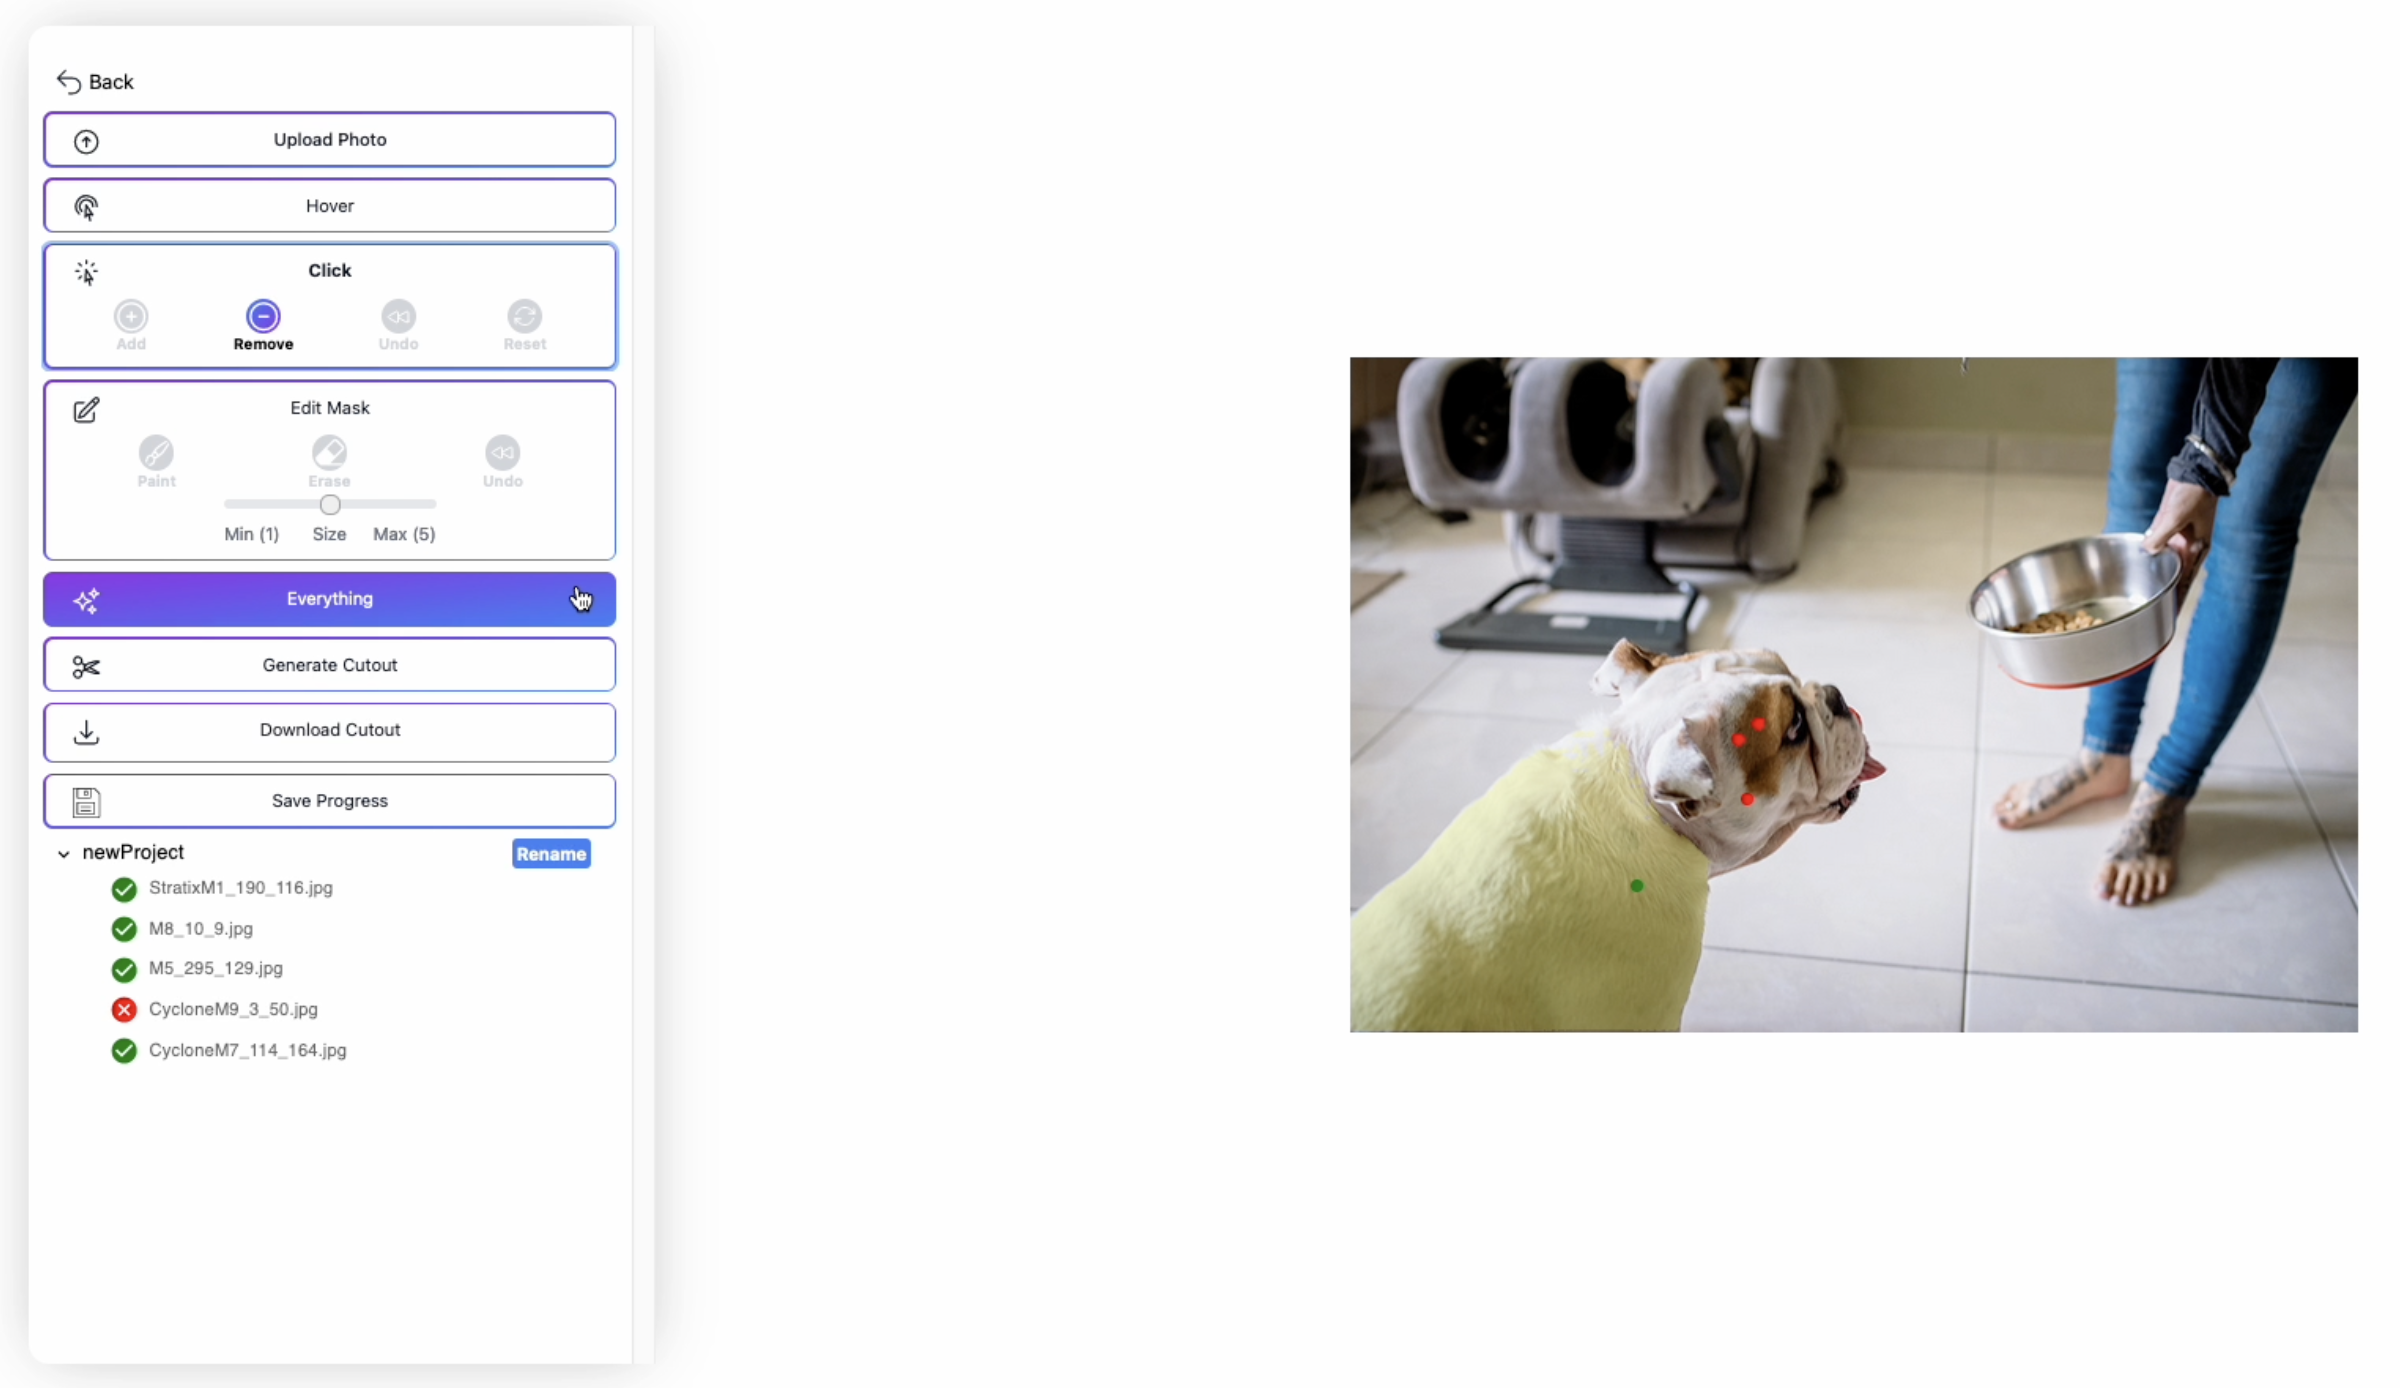 Back
Upload Photo
Hover
Click
Add Remove Undo Reset
Edit Mask
Paint Erase Undo
Min (1) Size Max (5)
Everything
Generate Cutout
Download Cutout
Save Progress
newProject Rename
StratixM1_190_116.jpg
M8_10_9.jpg
M5_295_129.jpg
CycloneM9_3_50.jpg
CycloneM7_114_164.jpg